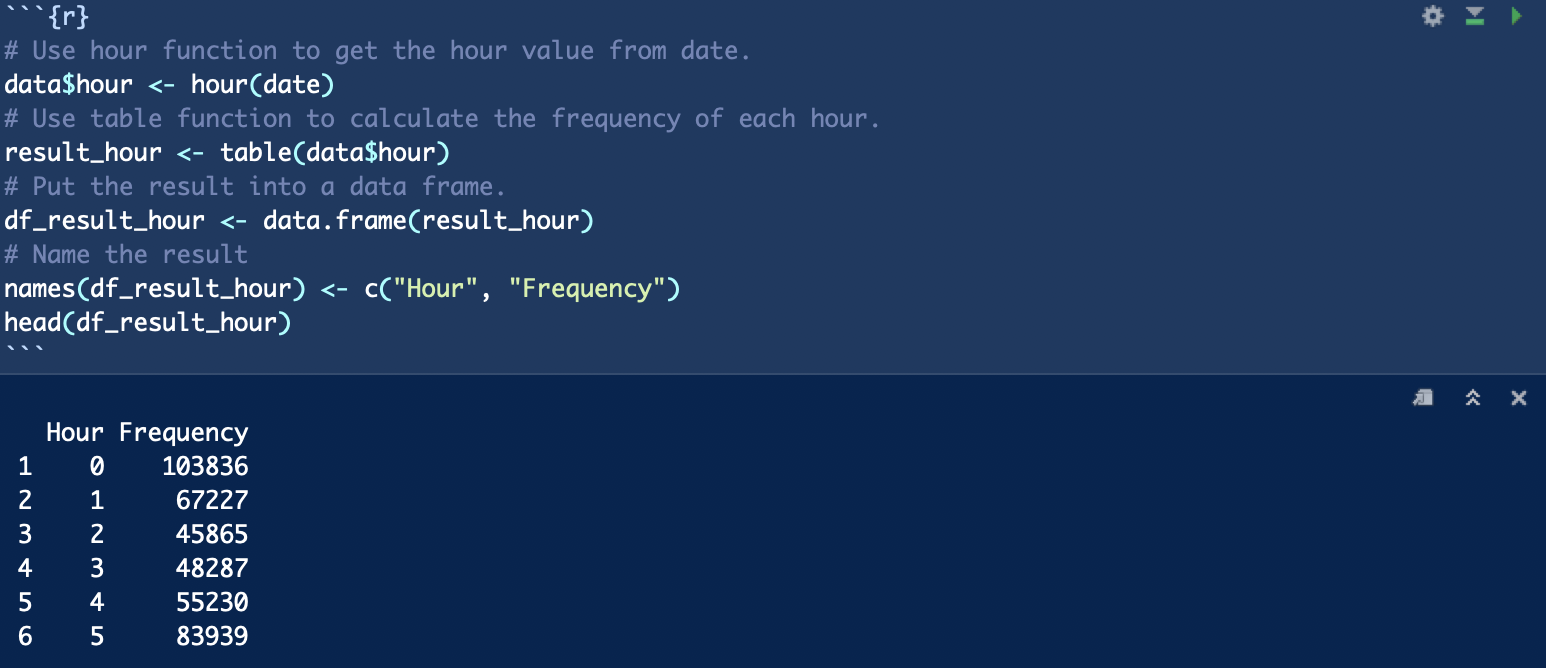 ```{r}
# Use hour function to get the hour value from date.
data$hour <- hour(date)
# Use table function to calculate the frequency of each hour.
result_hour <- table(data$hour)
# Put the result into a data frame.
df_result_hour <- data.frame(result_hour)
# Name the result
names(df_result_hour) <- c("Hour", "Frequency")
head(df_result_hour)
```
Hour Frequency
1 0 103836
2 1 67227
3 2 45865
4 3 48287
5 4 55230
6 5 83939